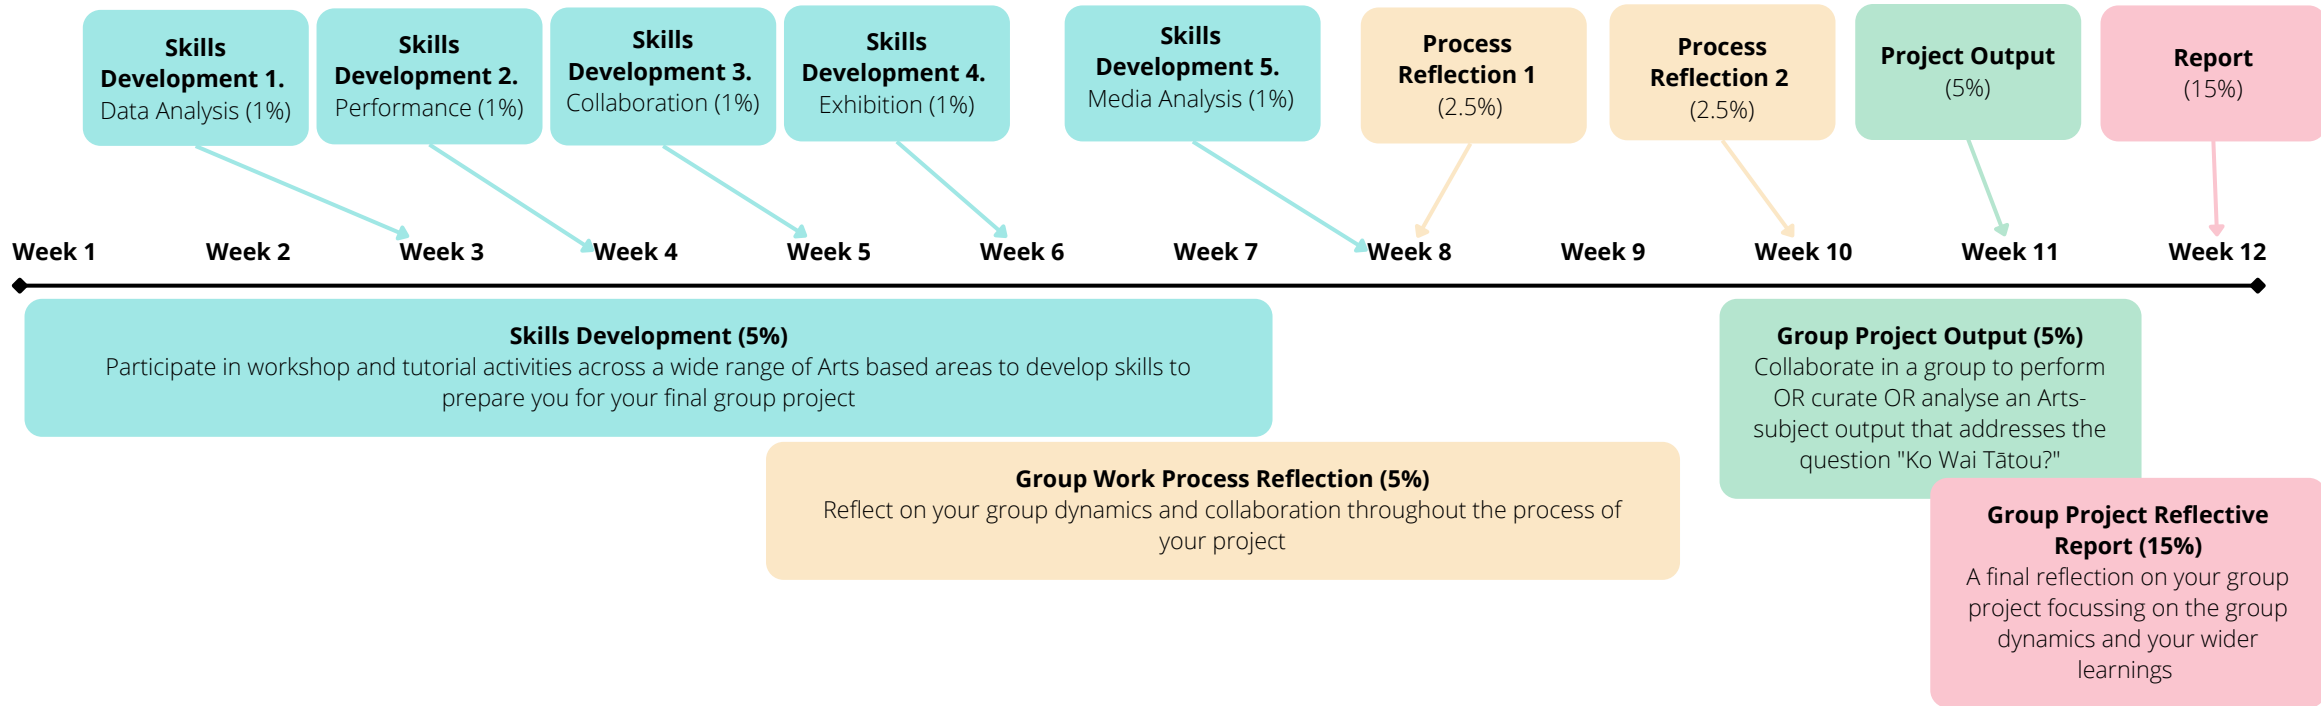 Skills
Development 1.
Data Analysis (1%)
Skills
Development 2.
Performance (1%)
Skills
Development 3.
Collaboration (1%)
Skills
Development 4.
Exhibition (1%)
Skills
Development 5.
Media Analysis (1%)
Process
Reflection 1
(2.5%)
Process
Reflection 2
(2.5%)
Project Output
(5%)
Report
(15%)
Week 1
Week 2
Week 3
Week 4
Week 5
Week 6
Week 7
Week 8
Week 9
Week 10
Week 11
Week 12
Skills Development (5%)
Participate in workshop and tutorial activities across a wide range of Arts based areas to develop skills to
prepare you for your final group project
Group Work Process Reflection (5%)
Reflect on your group dynamics and collaboration throughout the process of
your project
Group Project Output (5%)
Collaborate in a group to perform
OR curate OR analyse an Arts-
subject output that addresses the
question "Ko Wai Tātou?"
Group Project Reflective
Report (15%)
A final reflection on your group
project focussing on the group
dynamics and your wider
learnings